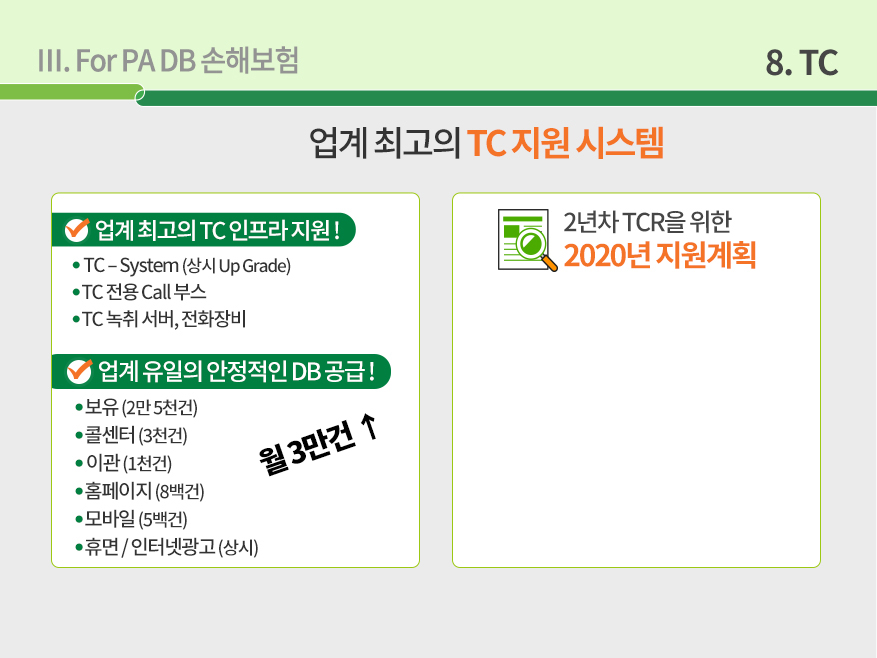 III. For PA DB 손해보험
8. TC
업계 최고의 TC 지원 시스템
업계 최고의 TC 인프라 지원 !
• TC – System (상시 Up Grade)
• TC 전용 Call 부스
• TC 녹취 서버, 전화장비
업계 유일의 안정적인 DB 공급 !
• 보유 (2만 5천건)
• 콜센터 (3천건)
• 이관 (1천건)
• 홈페이지 (8백건)
• 모바일 (5백건)
• 휴면 / 인터넷광고 (상시)
월 3만건 ↑
2년차 TCR을 위한
2020년 지원계획